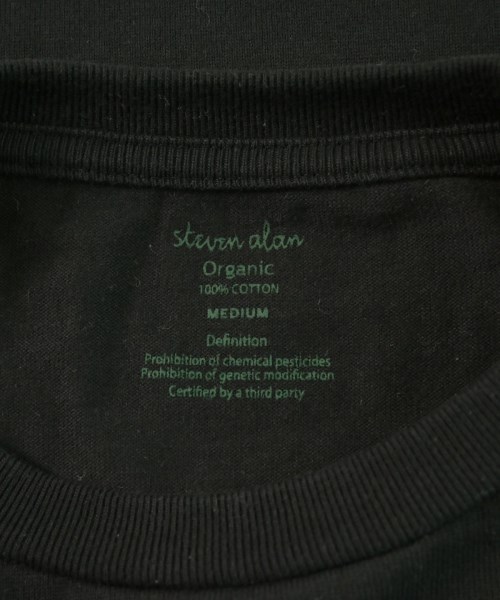 steven alan
Organic
100% COTTON
MEDIUM
Definition
Prohibition of chemical pesticides
Prohibition of genetic modification
Certified by a third party